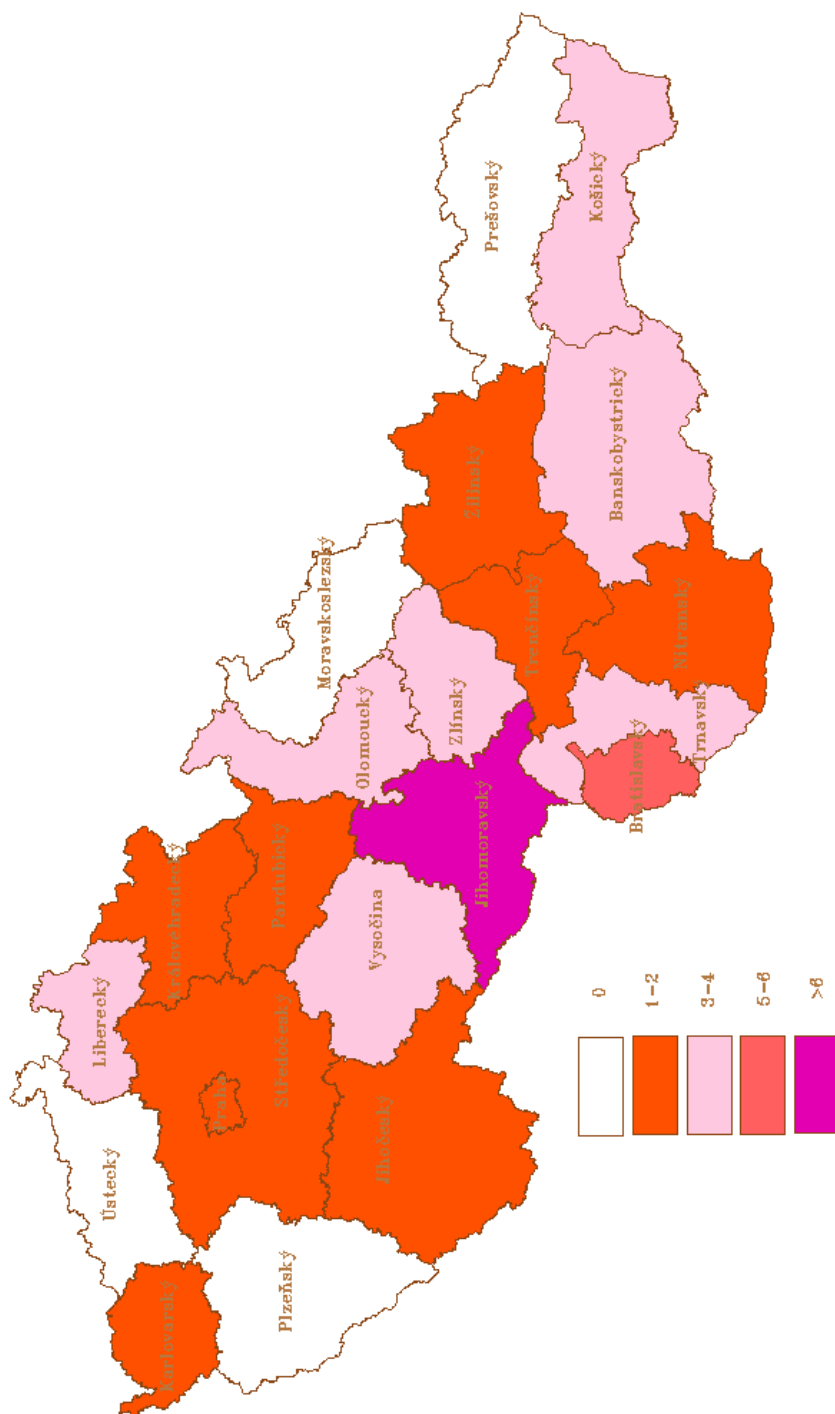 Karlovarský
Ústecký
Liberecký
Královéhradecký
Praha
Středočeský
Plzeňský
Jihočeský
Pardubický
Vysočina
Olomoucký
Moravskoslezský
Jihomoravský
Zlínský
Žilinský
Trenčínský
Prešovský
Košický
Banskobystrický
Nitranský
Trnavský
Bratislavský
0
1-2
3-4
5-6
>6